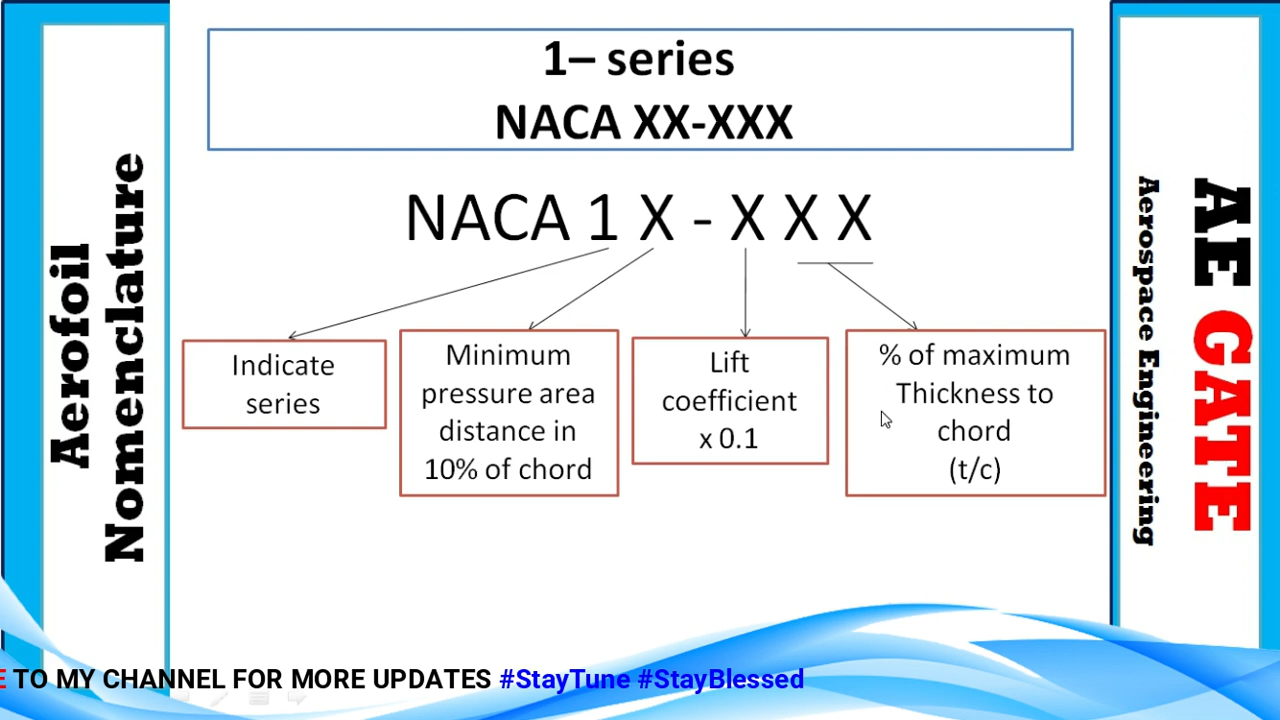 Aerofoil
Nomenclature
1– series
NACA XX-XXX
NACA 1 X - X X X
Indicate
series
Minimum
pressure area
distance in
10% of chord
Lift
coefficient
x 0.1
% of maximum
Thickness to
chord
(t/c)
AE GATE
Aerospace Engineering
TO MY CHANNEL FOR MORE UPDATES #StayTune #StayBlessed